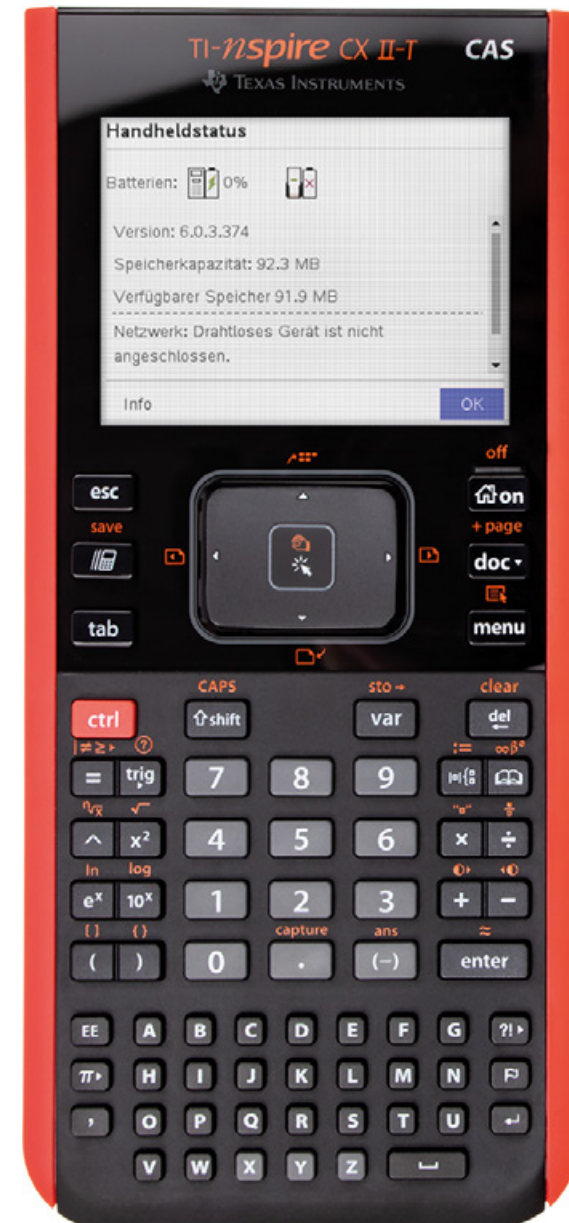 TI-nspire CX II-T CAS
TEXAS INSTRUMENTS
Handheldstatus
Batterien: 0%
Version: 6.0.3.374
Speicherkapazität: 92.3 MB
Verfügbarer Speicher 91.9 MB
Netzwerk: Drahtloses Gerät ist nicht
angeschlossen.
Info OK
off
esc on
save + page
doc
tab menu
CAPS sto→ clear
ctrl ⇧shift var del
|≠≥▸ ? := ∞β°
= trig 7 8 9 |□|{
ⁿ√x √ "□"
^ x² 4 5 6 × ÷
ln log
eˣ 10ˣ 1 2 3 + −
[ ] { } capture ans ≈
( ) 0 . (−) enter
EE A B C D E F G ?!▸
π▸ H I J K L M N
, O P Q R S T U ↵
V W X Y Z